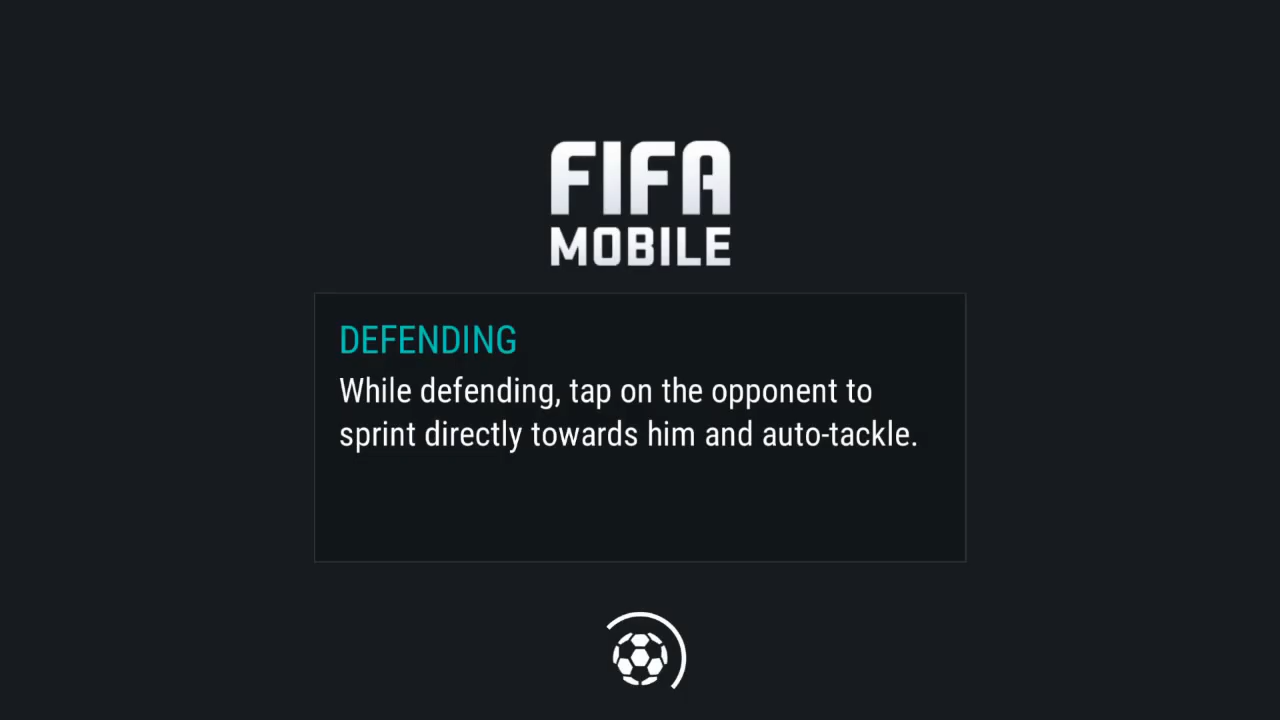 FIFA
MOBILE
DEFENDING
While defending, tap on the opponent to
sprint directly towards him and auto-tackle.